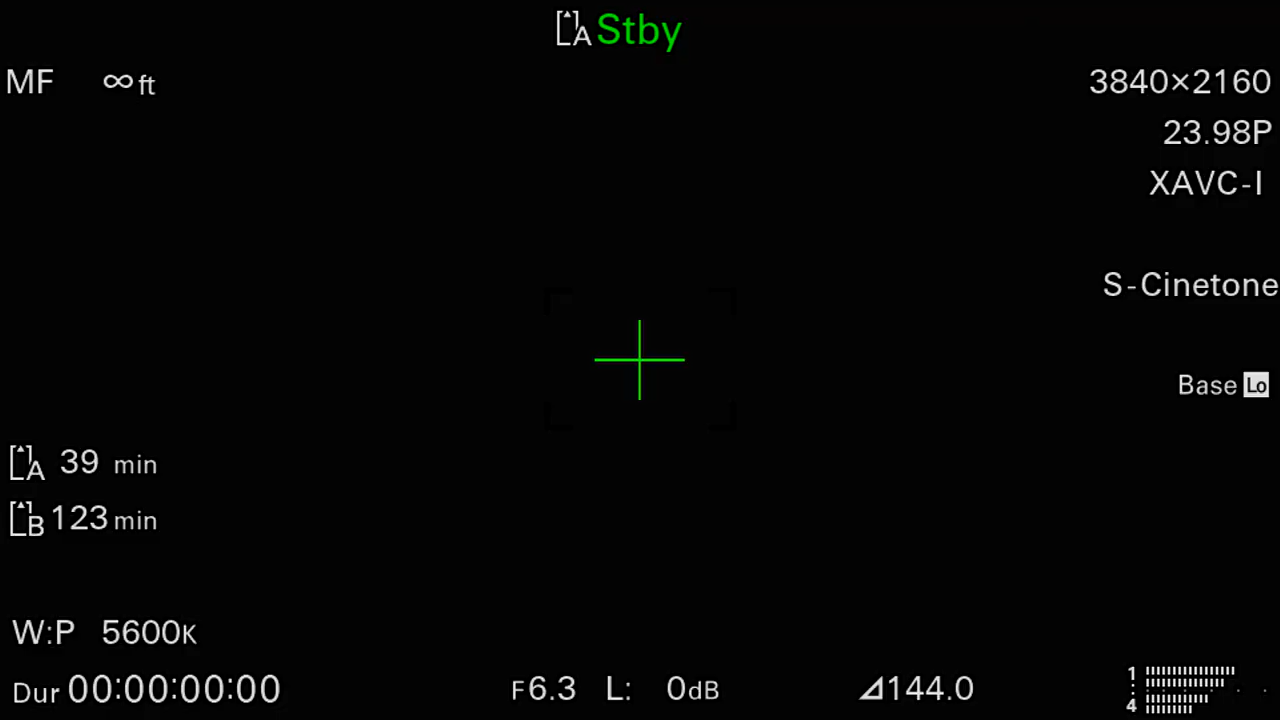 A Stby
MF ∞ft
3840×2160
23.98P
XAVC-I
S-Cinetone
Base Lo
A 39 min
B 123 min
W:P 5600K
Dur 00:00:00:00 F6.3 L: 0dB ⊿144.0
1
4